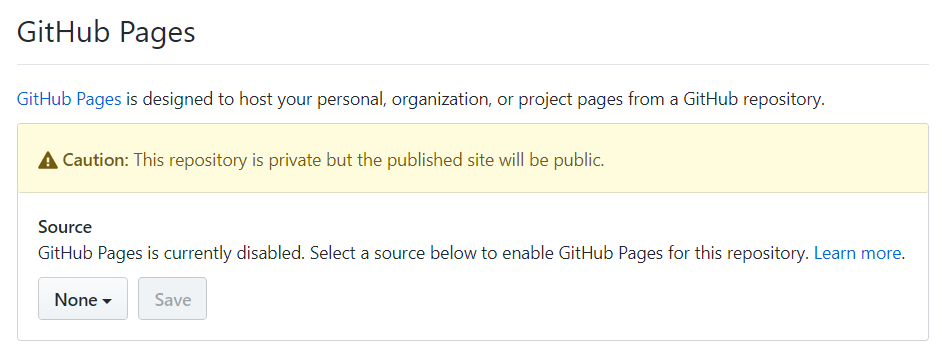 GitHub Pages
GitHub Pages is designed to host your personal, organization, or project pages from a GitHub repository.
Caution: This repository is private but the published site will be public.
Source
GitHub Pages is currently disabled. Select a source below to enable GitHub Pages for this repository. Learn more.
None Save